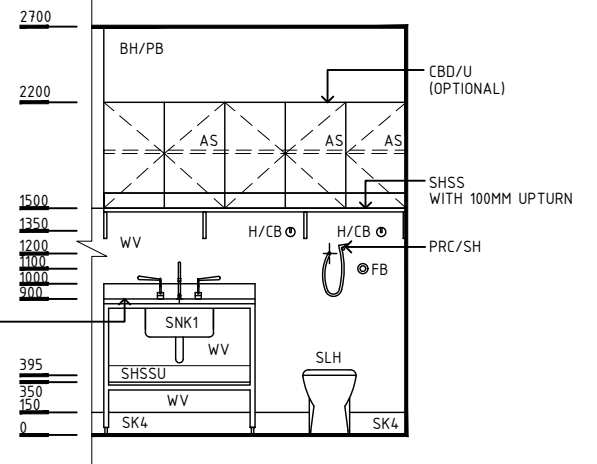 2700
BH/PB
CBD/U
(OPTIONAL)
2200
AS
AS
AS
SHSS
WITH 100MM UPTURN
1500
1350
H/CB
H/CB
WV
PRC/SH
1200
1100
FB
1000
900
SNK1
WV
SLH
395
SHSSU
350
WV
150
SK4
SK4
0